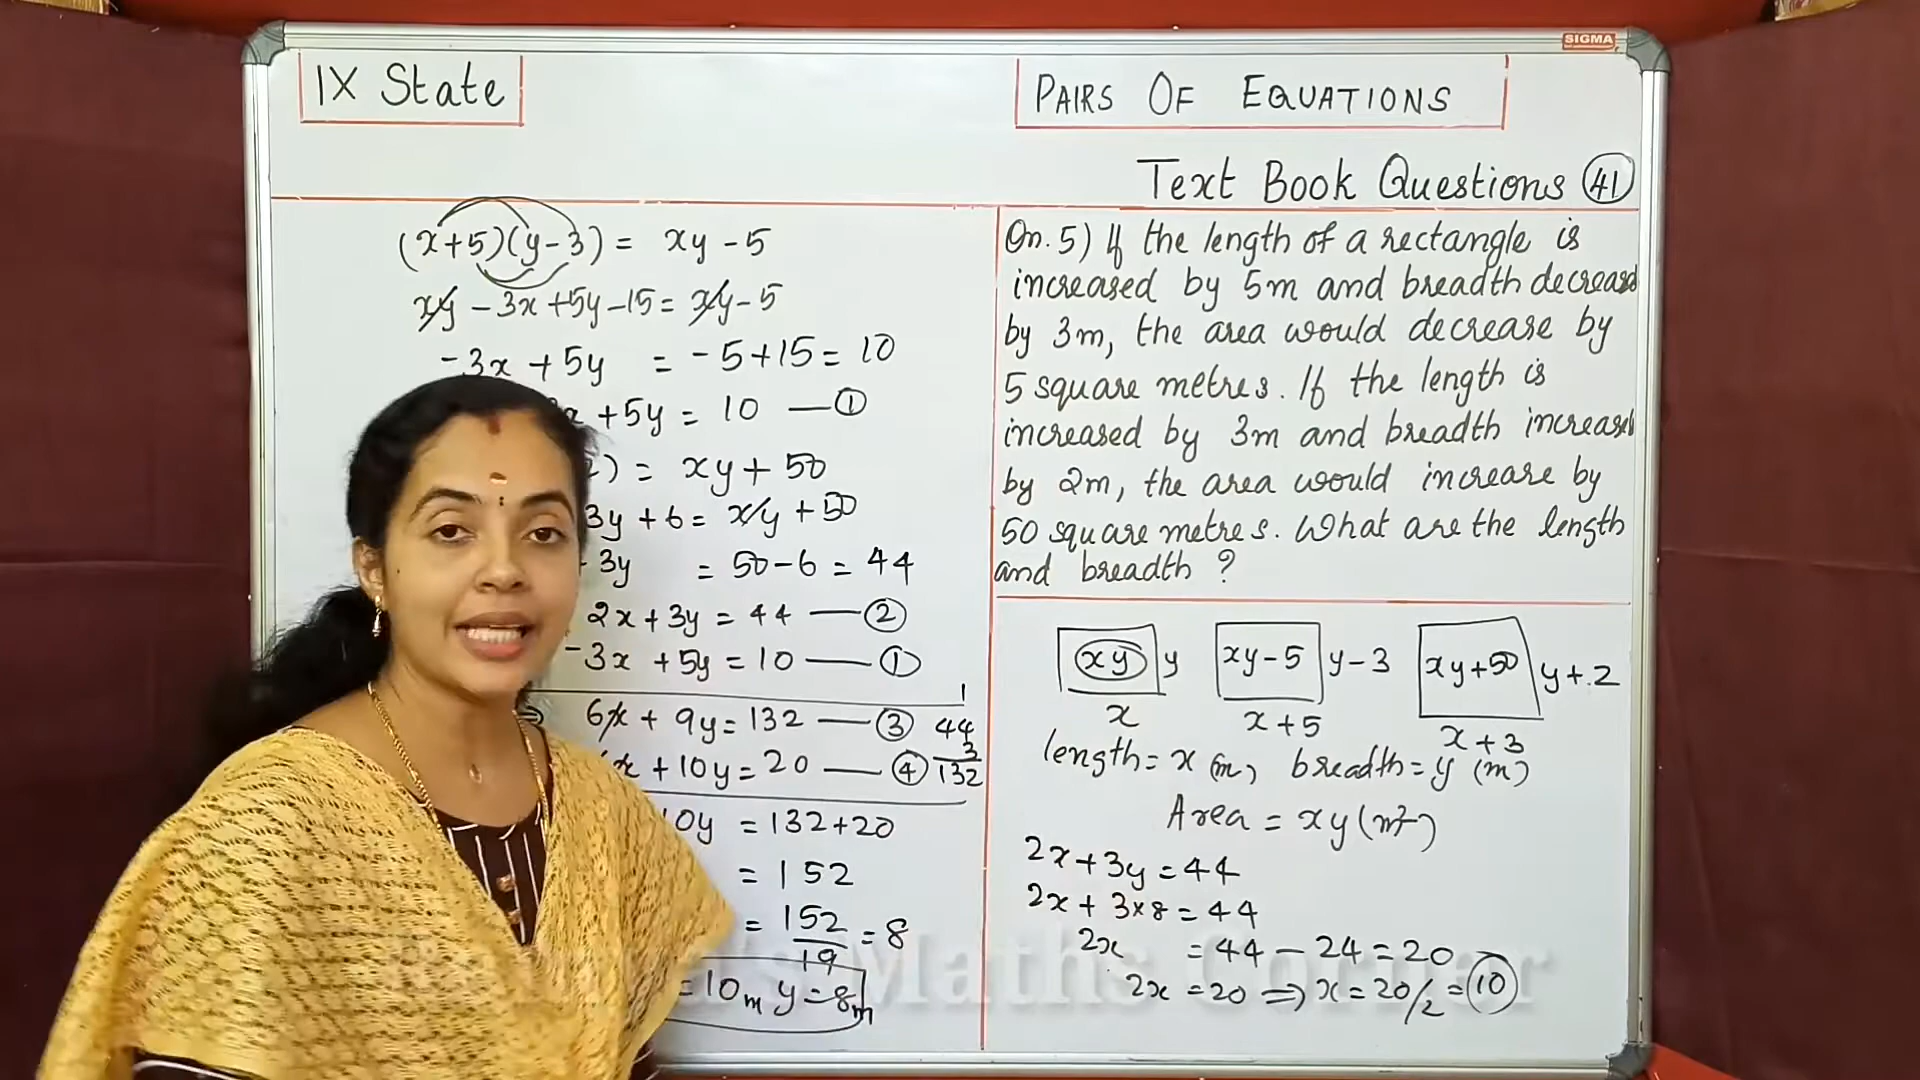 SIGMA
IX State
PAIRS OF EQUATIONS
Text Book Questions 41
(x+5)(y-3) = xy - 5
xy - 3x + 5y - 15 = xy - 5
-3x + 5y = -5+15 = 10
+5y = 10 — ①
) = xy + 50
3y + 6 = xy + 50
3y = 50 - 6 = 44
2x + 3y = 44 — ②
-3x + 5y = 10 — ①
6x + 9y = 132 — ③
x + 10y = 20 — ④
1
44
3
132
10y = 132+20
= 152
= 152/19 = 8
= 10m y = 8m
Qn. 5) If the length of a rectangle is
increased by 5m and breadth decreased
by 3m, the area would decrease by
5 square metres. If the length is
increased by 3m and breadth increased
by 2m, the area would increase by
50 square metres. What are the length
and breadth ?
xy y xy-5 y-3 xy+50 y+2
x x+5 x+3
length = x (m), breadth = y (m)
Area = xy (m²)
2x + 3y = 44
2x + 3×8 = 44
2x = 44 - 24 = 20
2x = 20 ⇒ x = 20/2 = 10
Maths Corner